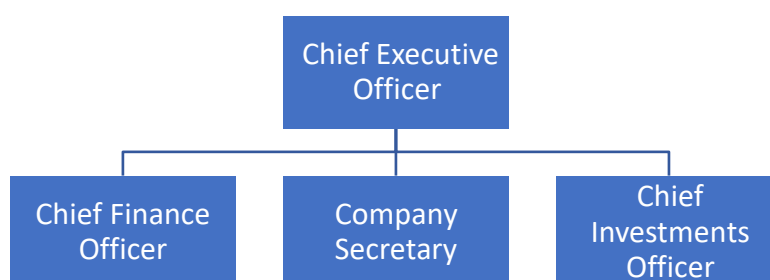 Chief Executive
Officer
Chief Finance
Officer
Company
Secretary
Chief
Investments
Officer